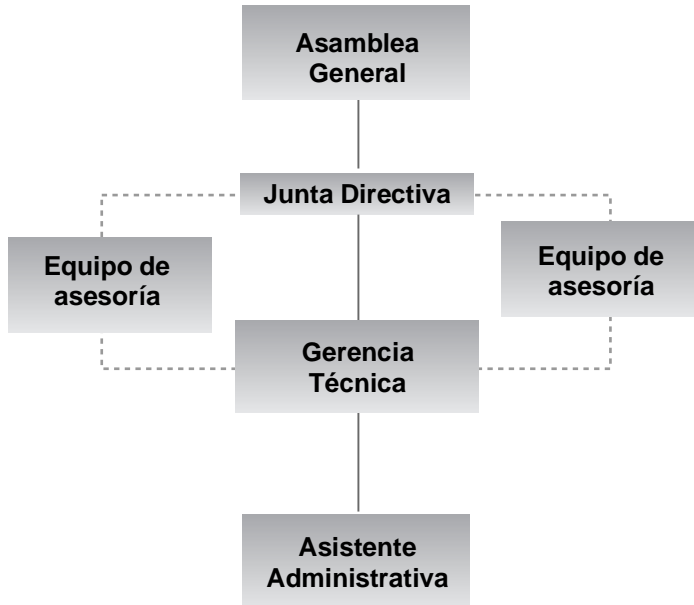 Asamblea
General
Junta Directiva
Equipo de
asesoría
Equipo de
asesoría
Gerencia
Técnica
Asistente
Administrativa